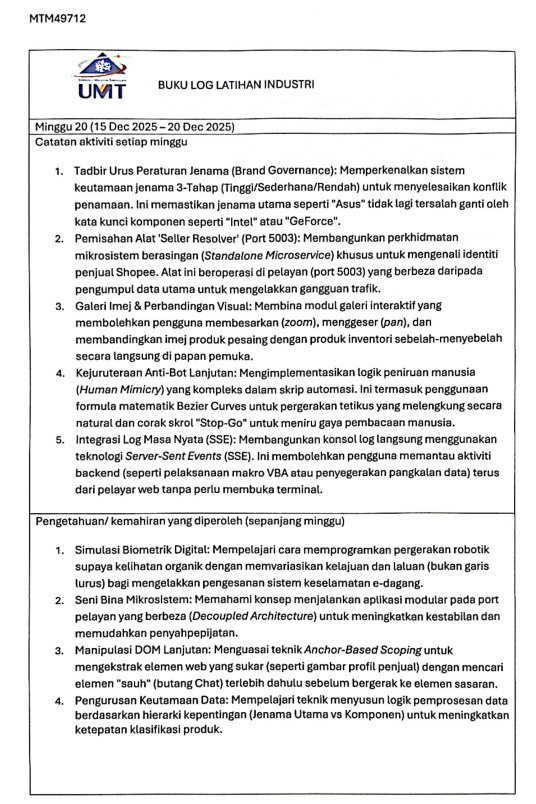 MTM49712
UMT
BUKU LOG LATIHAN INDUSTRI
Minggu 20 (15 Dec 2025 – 20 Dec 2025)
Catatan aktiviti setiap minggu
1. Tadbir Urus Peraturan Jenama (Brand Governance): Memperkenalkan sistem
keutamaan jenama 3-Tahap (Tinggi/Sederhana/Rendah) untuk menyelesaikan konflik
penamaan. Ini memastikan jenama utama seperti "Asus" tidak lagi tersalah ganti oleh
kata kunci komponen seperti "Intel" atau "GeForce".
2. Pemisahan Alat 'Seller Resolver' (Port 5003): Membangunkan perkhidmatan
mikrosistem berasingan (Standalone Microservice) khusus untuk mengenali identiti
penjual Shopee. Alat ini beroperasi di pelayan (port 5003) yang berbeza daripada
pengumpul data utama untuk mengelakkan gangguan trafik.
3. Galeri Imej & Perbandingan Visual: Membina modul galeri interaktif yang
membolehkan pengguna membesarkan (zoom), menggeser (pan), dan
membandingkan imej produk pesaing dengan produk inventori sebelah-menyebelah
secara langsung di papan pemuka.
4. Kejuruteraan Anti-Bot Lanjutan: Mengimplementasikan logik peniruan manusia
(Human Mimicry) yang kompleks dalam skrip automasi. Ini termasuk penggunaan
formula matematik Bezier Curves untuk pergerakan tetikus yang melengkung secara
natural dan corak skrol "Stop-Go" untuk meniru gaya pembacaan manusia.
5. Integrasi Log Masa Nyata (SSE): Membangunkan konsol log langsung menggunakan
teknologi Server-Sent Events (SSE). Ini membolehkan pengguna memantau aktiviti
backend (seperti pelaksanaan makro VBA atau penyegerakan pangkalan data) terus
dari pelayar web tanpa perlu membuka terminal.
Pengetahuan/ kemahiran yang diperoleh (sepanjang minggu)
1. Simulasi Biometrik Digital: Mempelajari cara memprogramkan pergerakan robotik
supaya kelihatan organik dengan memvariasikan kelajuan dan laluan (bukan garis
lurus) bagi mengelakkan pengesanan sistem keselamatan e-dagang.
2. Seni Bina Mikrosistem: Memahami konsep menjalankan aplikasi modular pada port
pelayan yang berbeza (Decoupled Architecture) untuk meningkatkan kestabilan dan
memudahkan penyahpepijatan.
3. Manipulasi DOM Lanjutan: Menguasai teknik Anchor-Based Scoping untuk
mengekstrak elemen web yang sukar (seperti gambar profil penjual) dengan mencari
elemen "sauh" (butang Chat) terlebih dahulu sebelum bergerak ke elemen sasaran.
4. Pengurusan Keutamaan Data: Mempelajari teknik menyusun logik pemprosesan data
berdasarkan hierarki kepentingan (Jenama Utama vs Komponen) untuk meningkatkan
ketepatan klasifikasi produk.